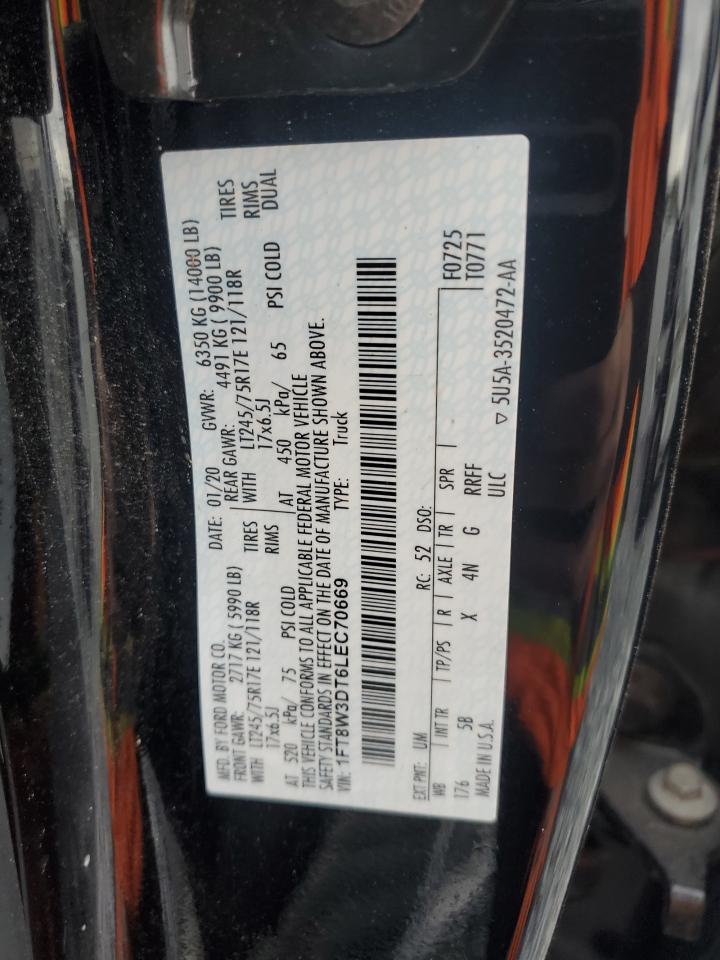 MFD. BY FORD MOTOR CO.
DATE: 01/20 GVWR: 6350 KG (14000 LB)
FRONT GAWR: 2717 KG ( 5990 LB)
REAR GAWR: 4491 KG ( 9900 LB)
WITH LT245/75R17E 121/118R TIRES
WITH LT245/75R17E 121/118R TIRES
17x6.5J RIMS
17x6.5J RIMS
AT 520 kPa/ 75 PSI COLD
AT 450 kPa/ 65 PSI COLD DUAL
THIS VEHICLE CONFORMS TO ALL APPLICABLE FEDERAL MOTOR VEHICLE
SAFETY STANDARDS IN EFFECT ON THE DATE OF MANUFACTURE SHOWN ABOVE.
VIN: 1FT8W3DT6LEC70669 TYPE: Truck
EXT PNT: UM RC: 52 DSO: F0725
WB INT TR TP/PS R AXLE TR SPR T0771
176 5B X 4N G RRFF
MADE IN U.S.A. ULC ▽ 5U5A-3520472-AA